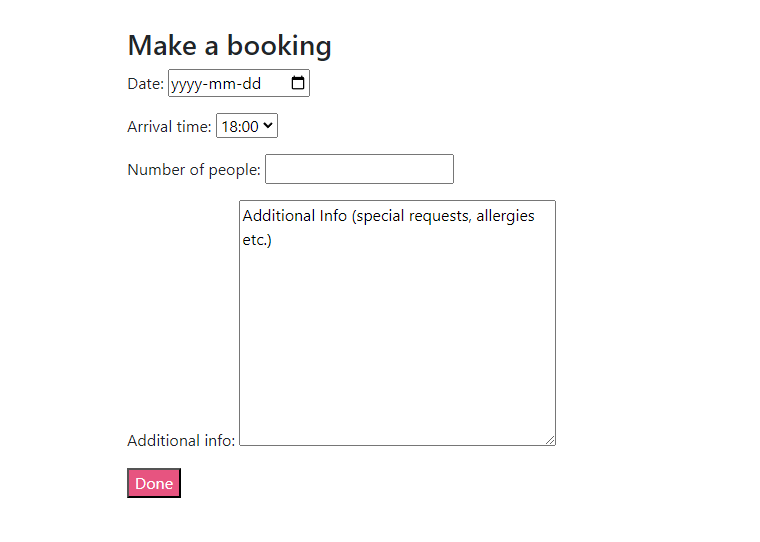 Make a booking
Date: yyyy-mm-dd
Arrival time: 18:00
Number of people:
Additional Info (special requests, allergies
etc.)
Additional info:
Done